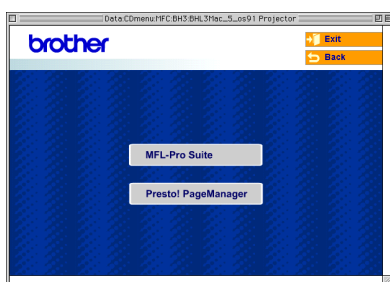 Data:CDmenu:MFC:BH3:BHL3Mac_5_os91 Projector
brother
Exit
Back
MFL-Pro Suite
Presto! PageManager